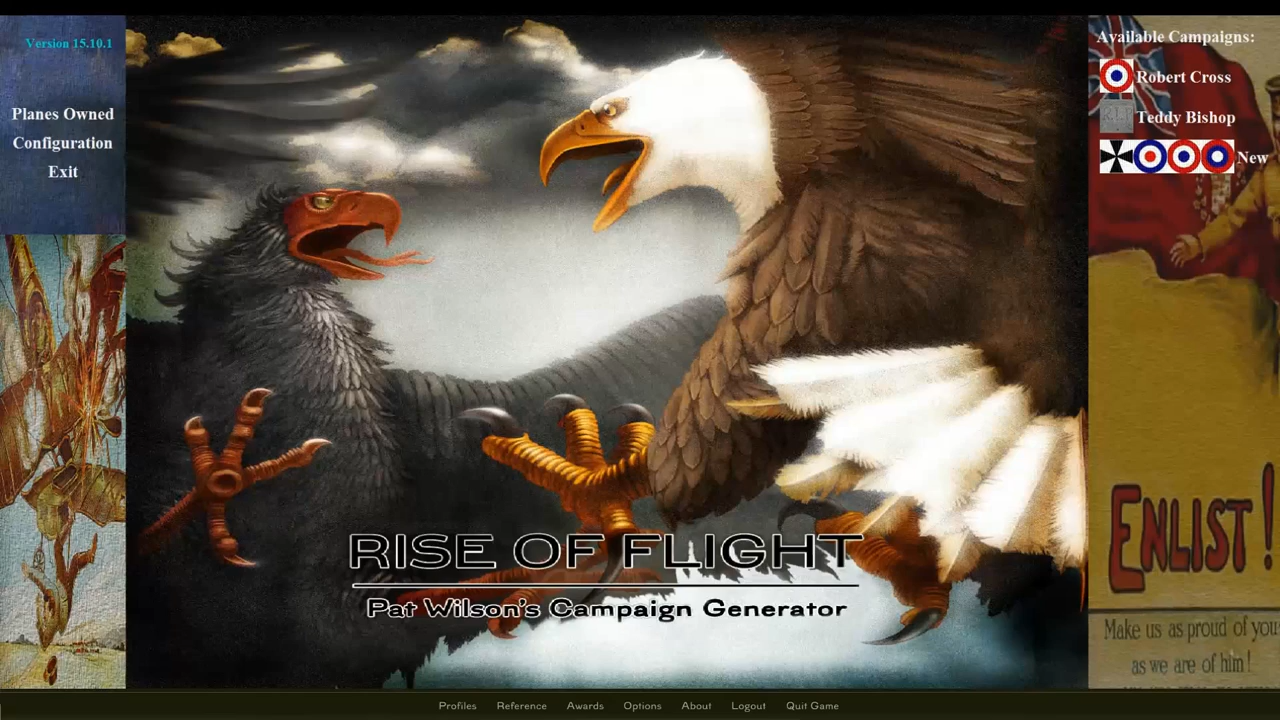 Version 15.10.1
Planes Owned
Configuration
Exit
Available Campaigns:
Robert Cross
R.I.P Teddy Bishop
New
RISE OF FLIGHT
Pat Wilson's Campaign Generator
ENLIST!
Make us as proud of you
as we are of him!
Profiles Reference Awards Options About Logout Quit Game